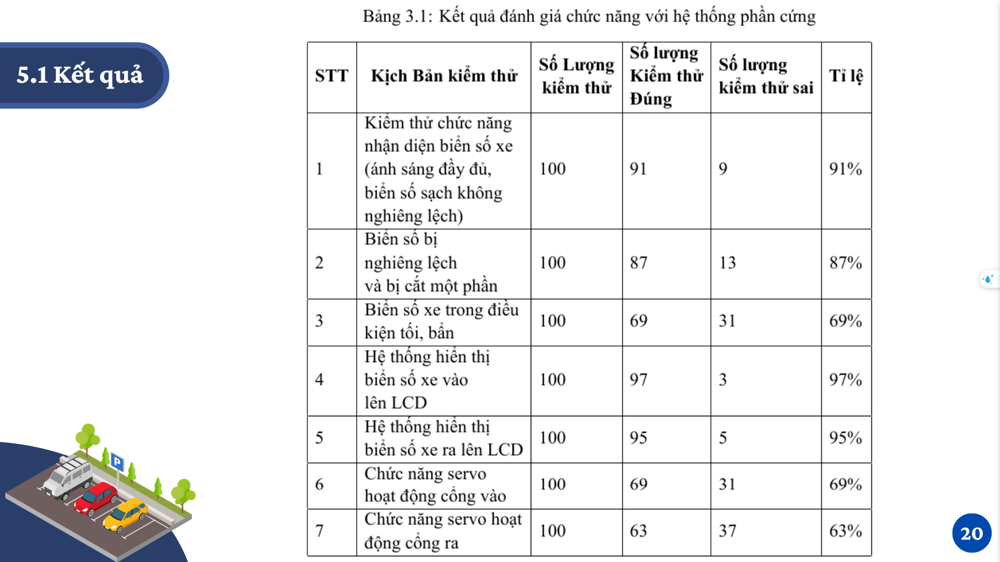 Bảng 3.1: Kết quả đánh giá chức năng với hệ thống phần cứng
5.1 Kết quả
STT
Kịch Bản kiểm thử
Số Lượng
kiểm thử
Số lượng
Kiểm thử
Đúng
Số lượng
kiểm thử sai
Tỉ lệ
1
Kiểm thử chức năng
nhận diện biển số xe
(ánh sáng đầy đủ,
biển số sạch không
nghiêng lệch)
100
91
9
91%
2
Biển số bị
nghiêng lệch
và bị cắt một phần
100
87
13
87%
3
Biển số xe trong điều
kiện tối, bẩn
100
69
31
69%
4
Hệ thống hiển thị
biển số xe vào
lên LCD
100
97
3
97%
5
Hệ thống hiển thị
biển số xe ra lên LCD
100
95
5
95%
6
Chức năng servo
hoạt động cổng vào
100
69
31
69%
7
Chức năng servo hoạt
động cổng ra
100
63
37
63%
P
20